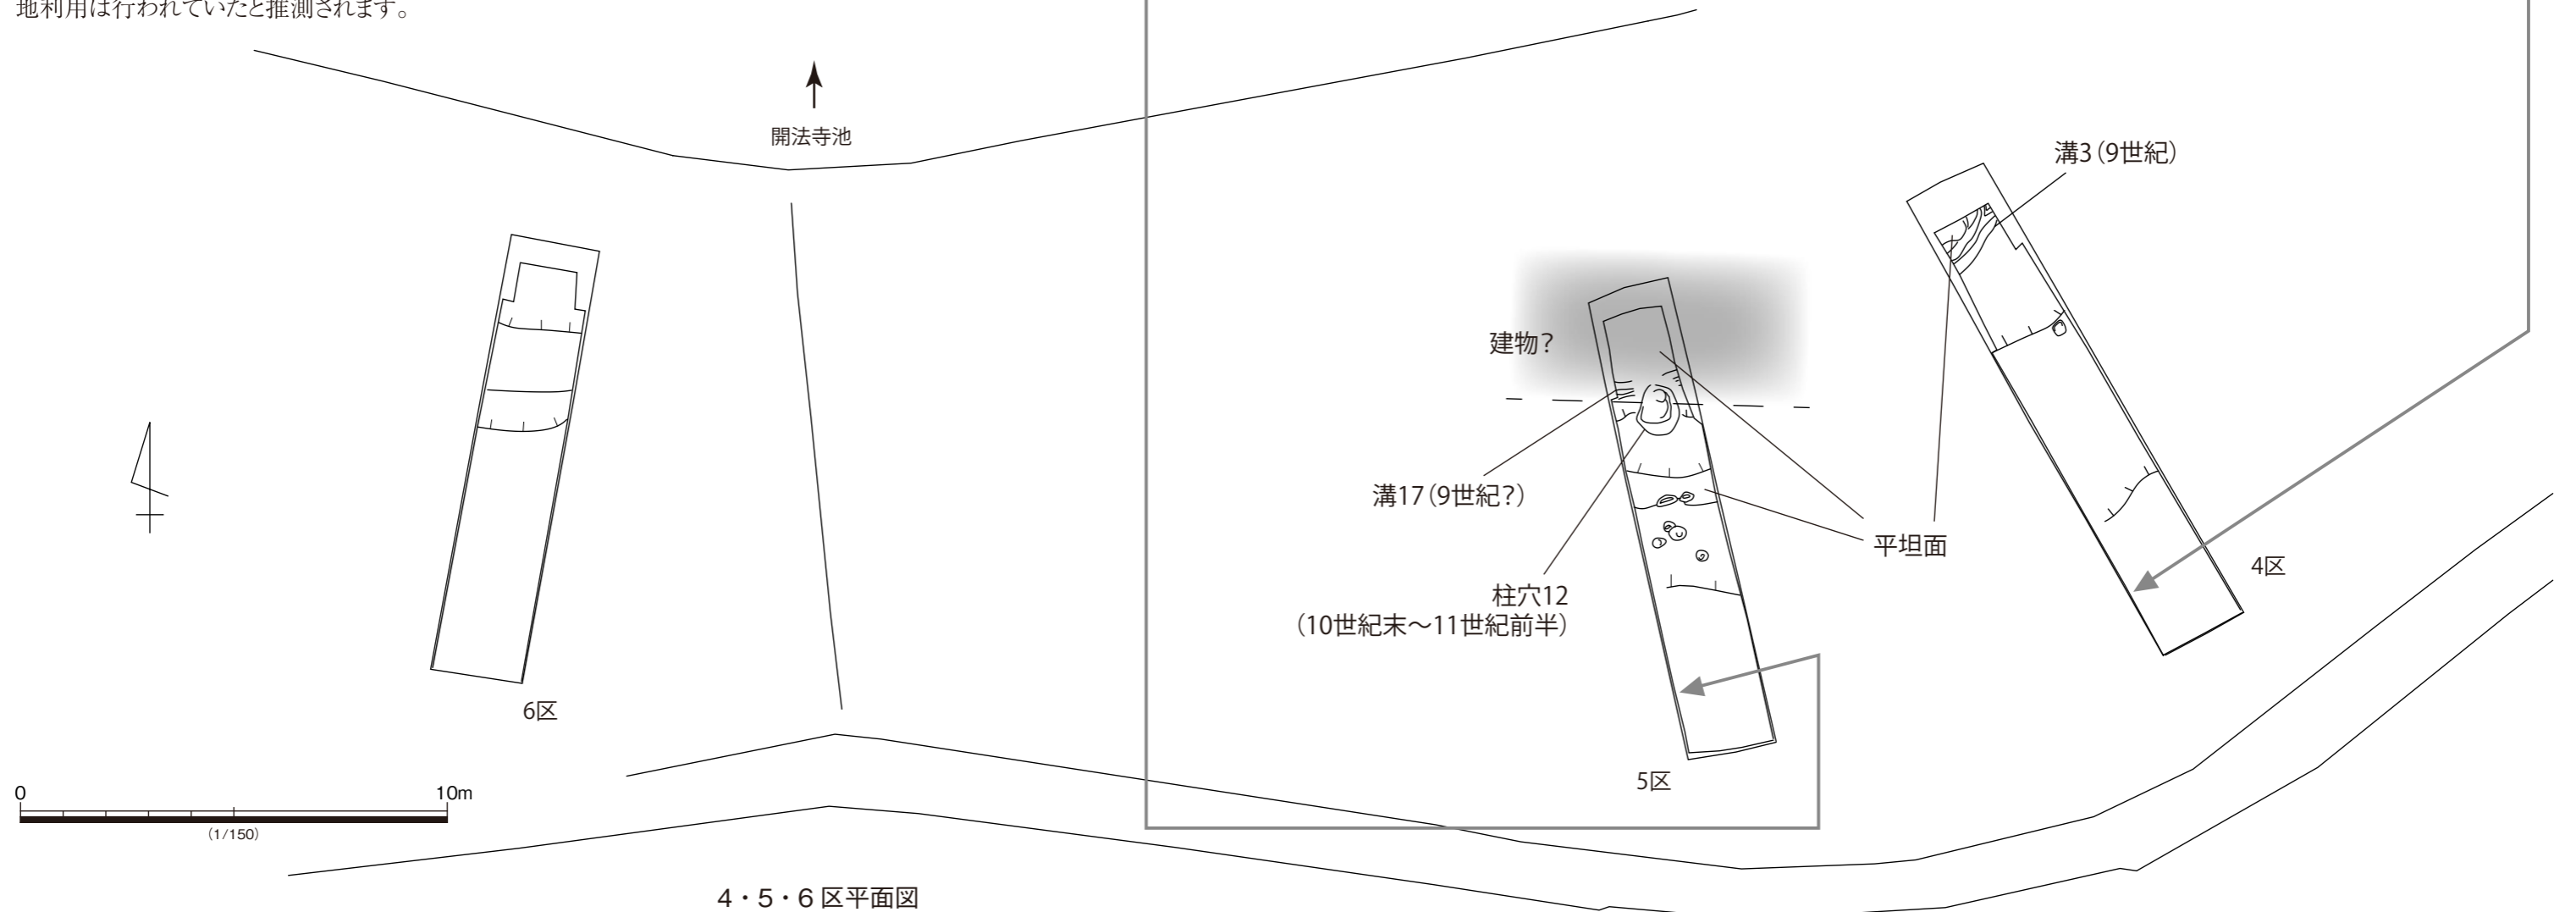 地利用は行われていたと推測されます。
開法寺池
溝3（9世紀）
建物？
溝17（9世紀？）
平坦面
柱穴12
（10世紀末～11世紀前半）
4区
5区
6区
0 10m
（1/150）
4・5・6区平面図